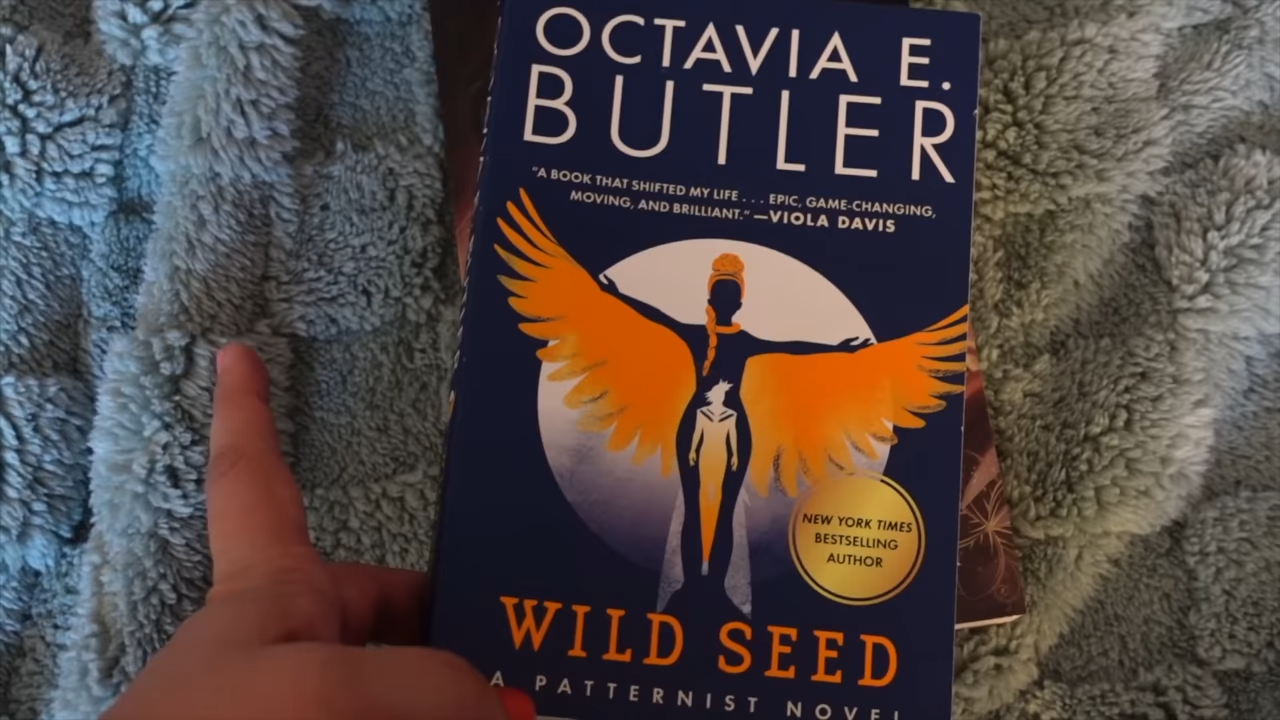 OCTAVIA E.
BUTLER
"A BOOK THAT SHIFTED MY LIFE . . . EPIC, GAME-CHANGING,
MOVING, AND BRILLIANT." —VIOLA DAVIS
NEW YORK TIMES
BESTSELLING
AUTHOR
WILD SEED
A PATTERNIST NOVEL